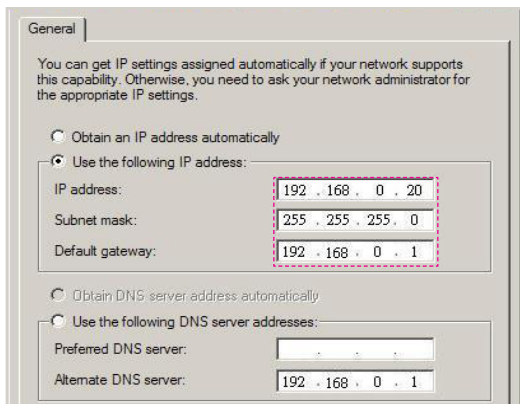 General
You can get IP settings assigned automatically if your network supports
this capability. Otherwise, you need to ask your network administrator for
the appropriate IP settings.
Obtain an IP address automatically
Use the following IP address:
IP address: 192 . 168 . 0 . 20
Subnet mask: 255 . 255 . 255 . 0
Default gateway: 192 . 168 . 0 . 1
Obtain DNS server address automatically
Use the following DNS server addresses:
Preferred DNS server: . . .
Alternate DNS server: 192 . 168 . 0 . 1